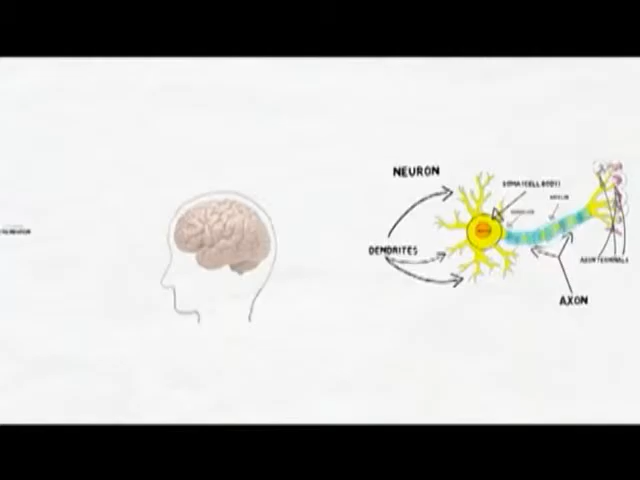 NEURON
SOMA (CELL BODY)
DENDRITES
AXON TERMINALS
AXON